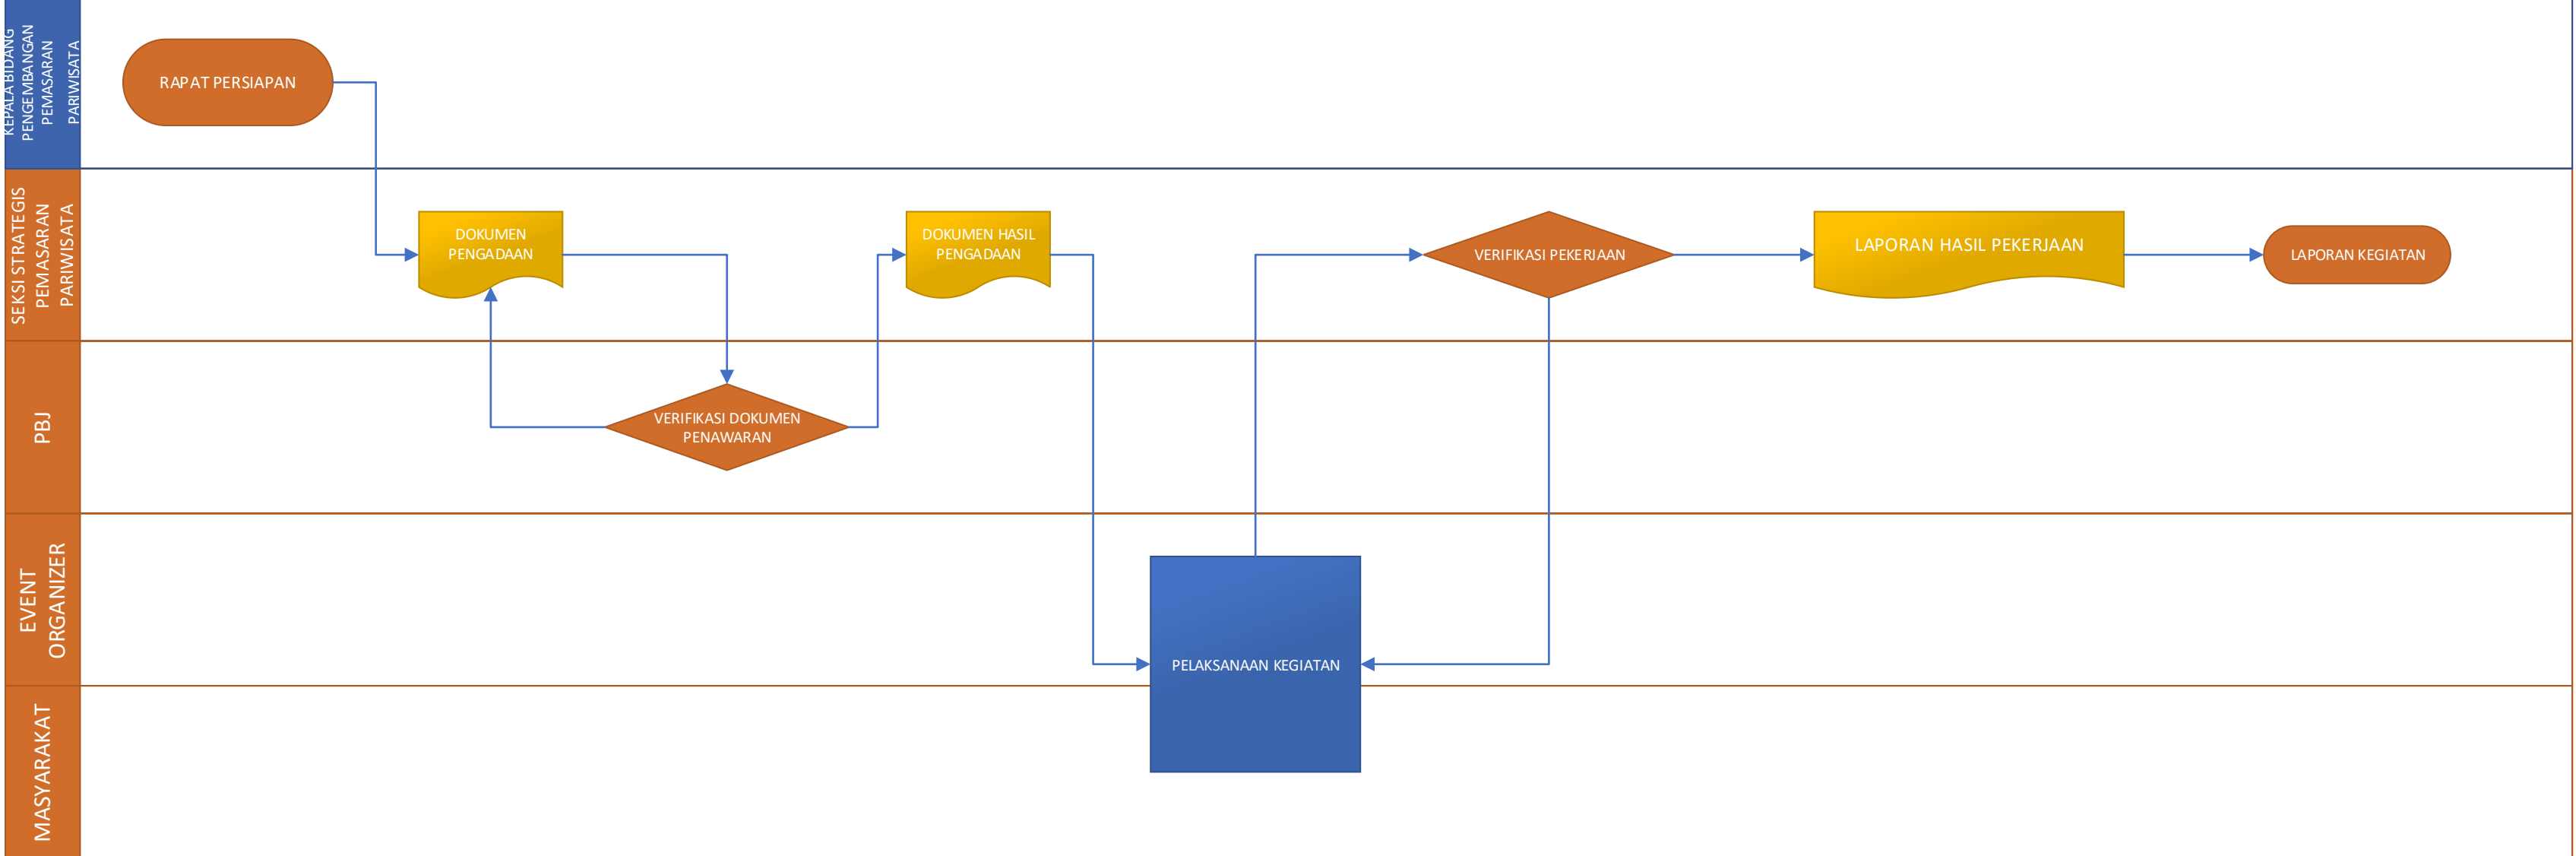 KEPALA BIDANG
PENGEMBANGAN
PEMASARAN
PARIWISATA
RAPAT PERSIAPAN
SEKSI STRATEGIS
PEMASARAN
PARIWISATA
DOKUMEN
PENGADAAN
DOKUMEN HASIL
PENGADAAN
VERIFIKASI PEKERJAAN
LAPORAN HASIL PEKERJAAN
LAPORAN KEGIATAN
PBJ
VERIFIKASI DOKUMEN
PENAWARAN
EVENT
ORGANIZER
PELAKSANAAN KEGIATAN
MASYARAKAT